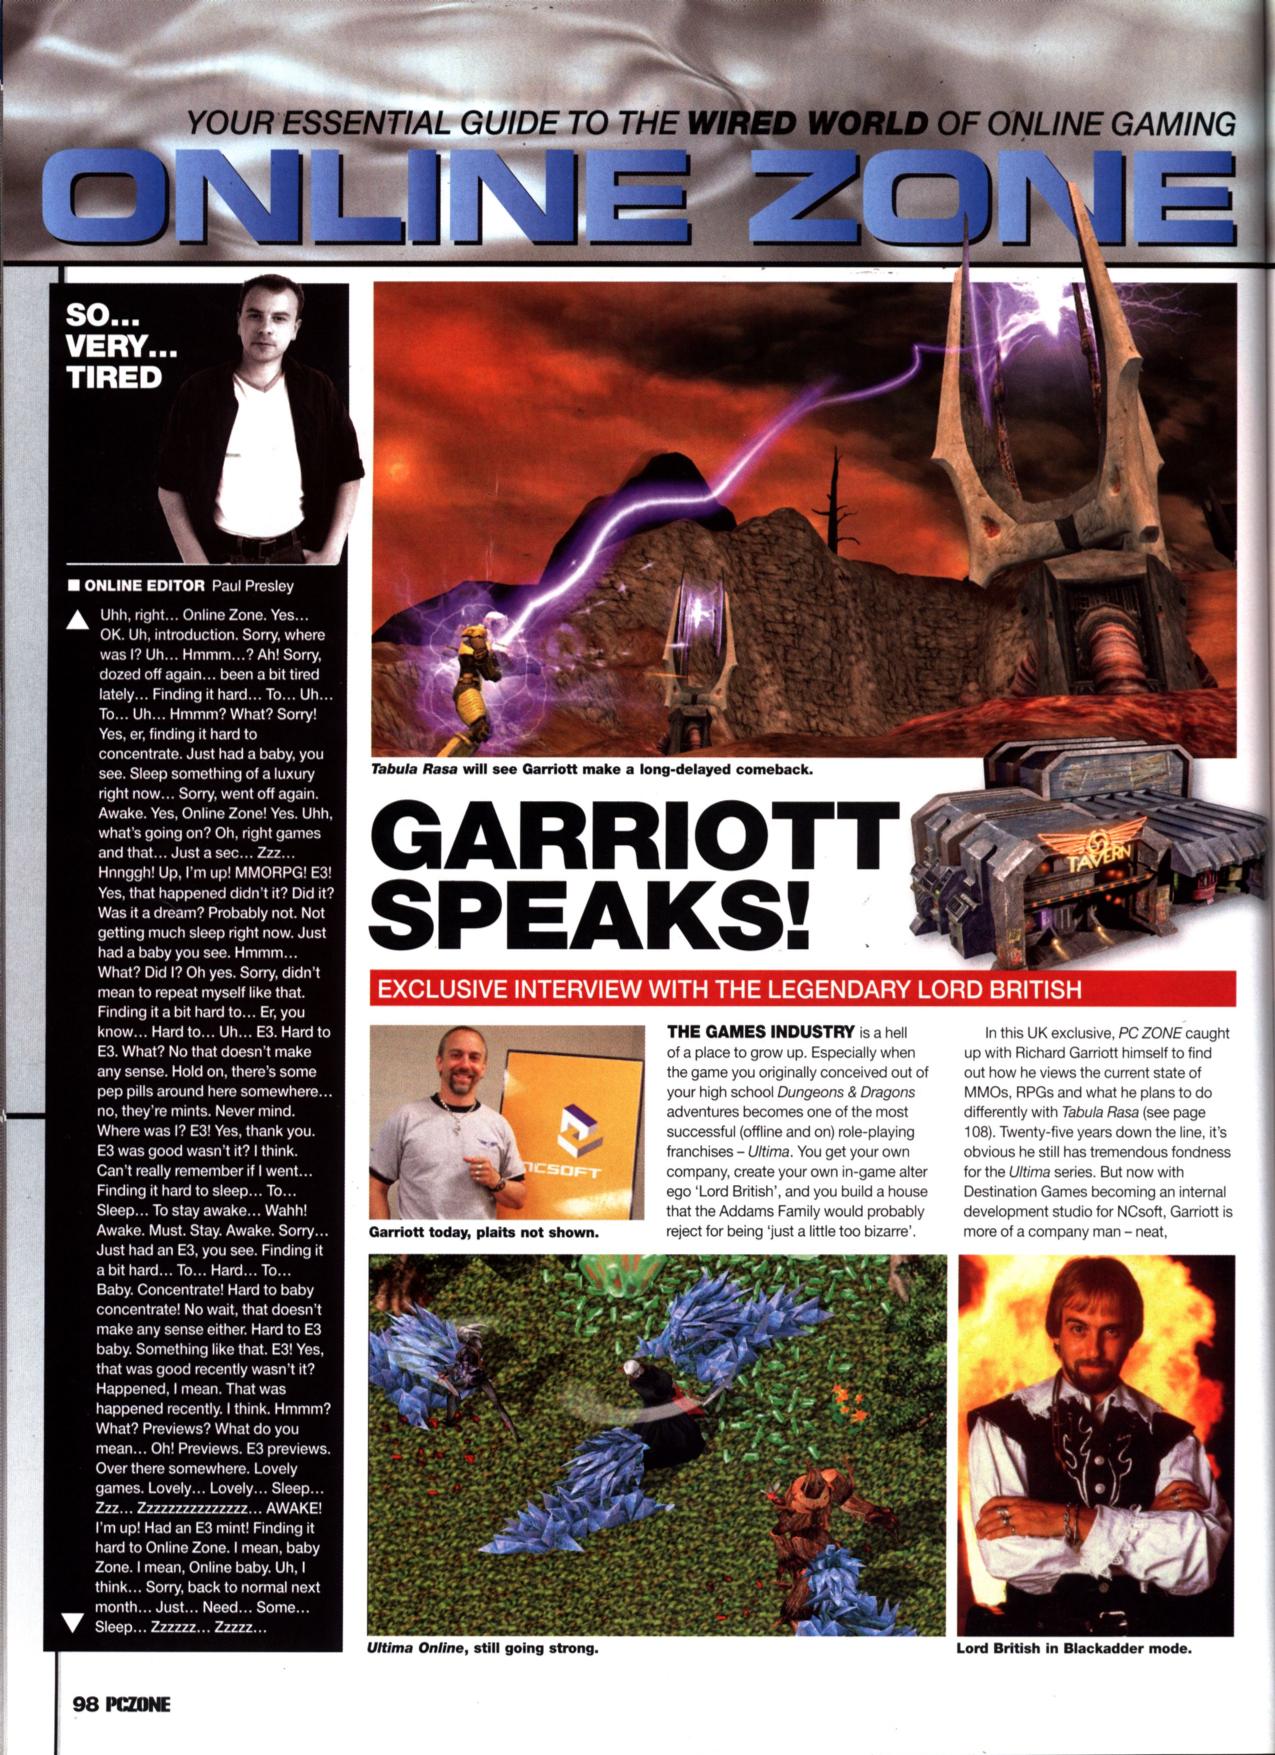 YOUR ESSENTIAL GUIDE TO THE WIRED WORLD OF ONLINE GAMING
ONLINE ZONE
SO...
VERY...
TIRED
■ ONLINE EDITOR Paul Presley
Uhh, right... Online Zone. Yes...
OK. Uh, introduction. Sorry, where
was I? Uh... Hmmm...? Ah! Sorry,
dozed off again... been a bit tired
lately... Finding it hard... To... Uh...
To... Uh... Hmmm? What? Sorry!
Yes, er, finding it hard to
concentrate. Just had a baby, you
see. Sleep something of a luxury
right now... Sorry, went off again.
Awake. Yes, Online Zone! Yes. Uhh,
what's going on? Oh, right games
and that... Just a sec... Zzz...
Hnnggh! Up, I'm up! MMORPG! E3!
Yes, that happened didn't it? Did it?
Was it a dream? Probably not. Not
getting much sleep right now. Just
had a baby you see. Hmmm...
What? Did I? Oh yes. Sorry, didn't
mean to repeat myself like that.
Finding it a bit hard to... Er, you
know... Hard to... Uh... E3. Hard to
E3. What? No that doesn't make
any sense. Hold on, there's some
pep pills around here somewhere...
no, they're mints. Never mind.
Where was I? E3! Yes, thank you.
E3 was good wasn't it? I think.
Can't really remember if I went...
Finding it hard to sleep... To...
Sleep... To stay awake... Wahh!
Awake. Must. Stay. Awake. Sorry...
Just had an E3, you see. Finding it
a bit hard... To... Hard... To...
Baby. Concentrate! Hard to baby
concentrate! No wait, that doesn't
make any sense either. Hard to E3
baby. Something like that. E3! Yes,
that was good recently wasn't it?
Happened, I mean. That was
happened recently. I think. Hmmm?
What? Previews? What do you
mean... Oh! Previews. E3 previews.
Over there somewhere. Lovely
games. Lovely... Lovely... Sleep...
Zzz... Zzzzzzzzzzzzzzz... AWAKE!
I'm up! Had an E3 mint! Finding it
hard to Online Zone. I mean, baby
Zone. I mean, Online baby. Uh, I
think... Sorry, back to normal next
month... Just... Need... Some...
Sleep... Zzzzzz... Zzzzz...
Tabula Rasa will see Garriott make a long-delayed comeback.
GARRIOTT
SPEAKS!
TAVERN
EXCLUSIVE INTERVIEW WITH THE LEGENDARY LORD BRITISH
NCSOFT
Garriott today, plaits not shown.
THE GAMES INDUSTRY is a hell
of a place to grow up. Especially when
the game you originally conceived out of
your high school Dungeons & Dragons
adventures becomes one of the most
successful (offline and on) role-playing
franchises – Ultima. You get your own
company, create your own in-game alter
ego 'Lord British', and you build a house
that the Addams Family would probably
reject for being 'just a little too bizarre'.
In this UK exclusive, PC ZONE caught
up with Richard Garriott himself to find
out how he views the current state of
MMOs, RPGs and what he plans to do
differently with Tabula Rasa (see page
108). Twenty-five years down the line, it's
obvious he still has tremendous fondness
for the Ultima series. But now with
Destination Games becoming an internal
development studio for NCsoft, Garriott is
more of a company man – neat,
Ultima Online, still going strong.
Lord British in Blackadder mode.
98 PCZONE